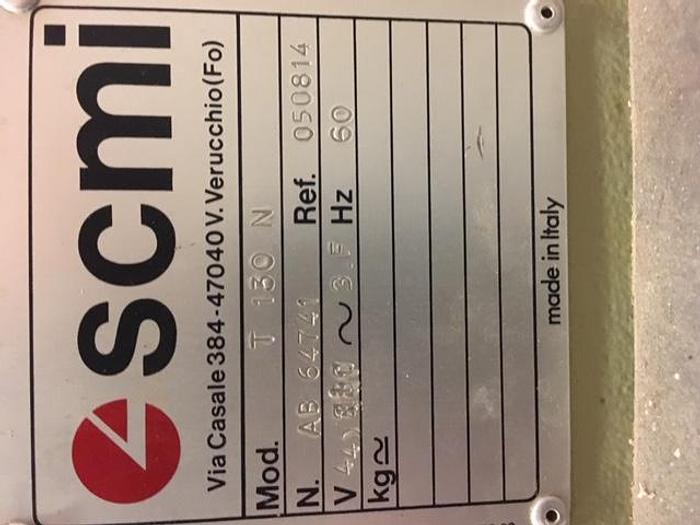 scmi
Via Casale 384-47040 V. Verucchio(Fo)
Mod. T 130 N
N. AB 64741 Ref. 050814
V ~ 3 F Hz 60
kg≃
made in Italy